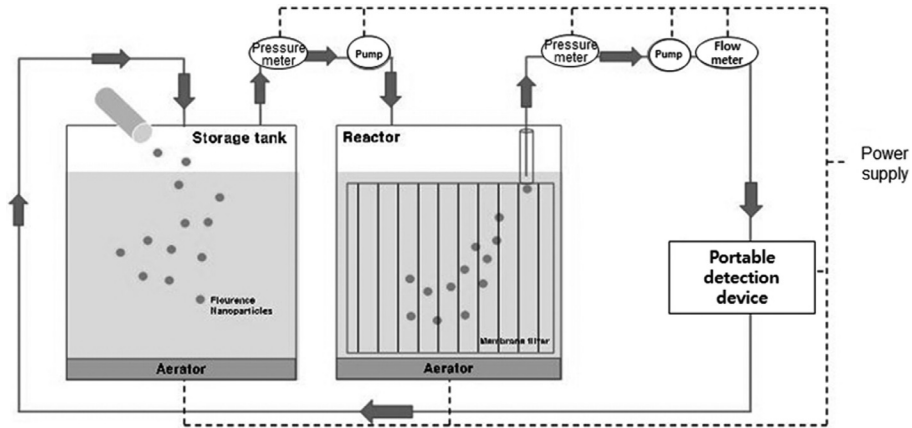 Pressure
meter
Pump
Pressure
meter
Pump
Flow
meter
Storage tank
Reactor
Power
supply
Portable
detection
device
Flourence
Nanoparticles
Membrane filter
Aerator
Aerator